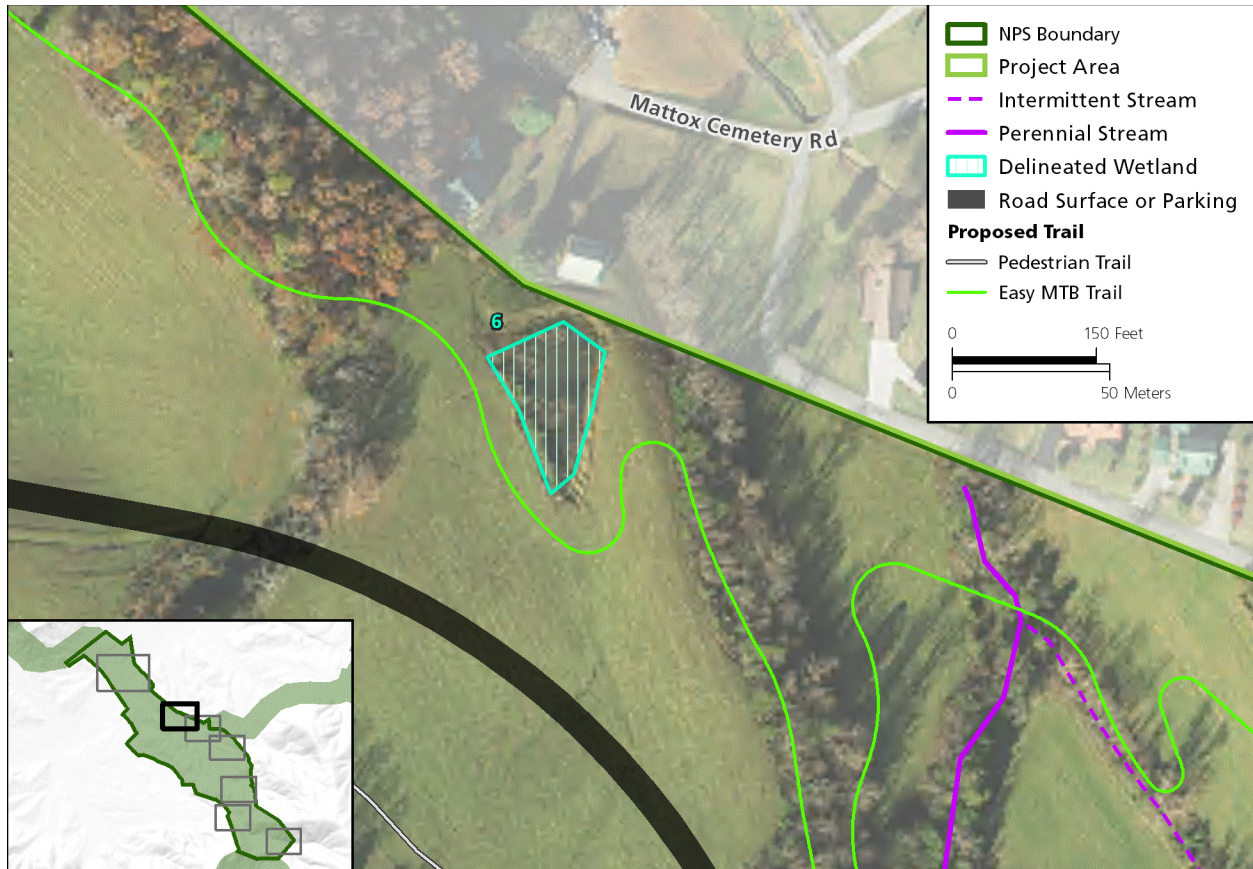 Mattox Cemetery Rd
6
NPS Boundary
Project Area
Intermittent Stream
Perennial Stream
Delineated Wetland
Road Surface or Parking
Proposed Trail
Pedestrian Trail
Easy MTB Trail
0 150 Feet
0 50 Meters